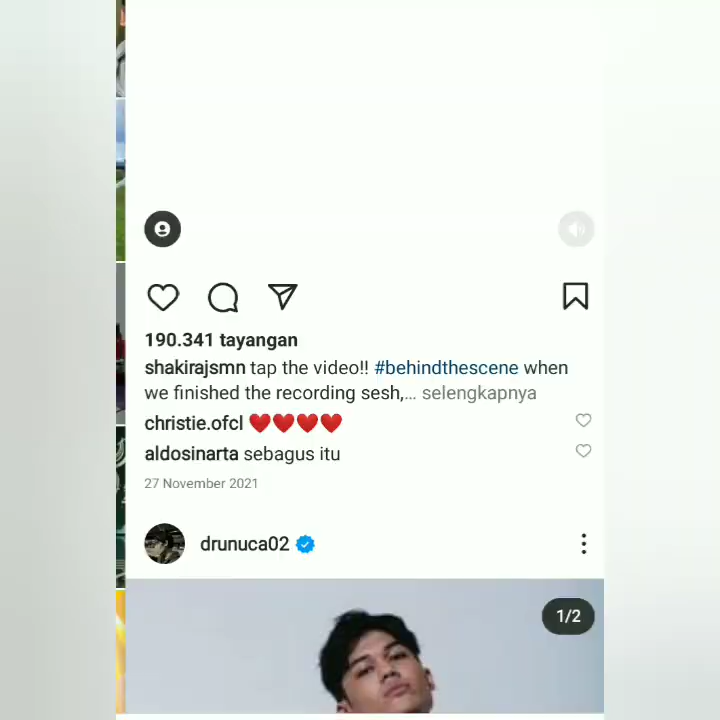 190.341 tayangan
shakirajsmn tap the video!! #behindthescene when
we finished the recording sesh,... selengkapnya
christie.ofcl ❤️❤️❤️❤️
aldosinarta sebagus itu
27 November 2021
drunuca02
1/2